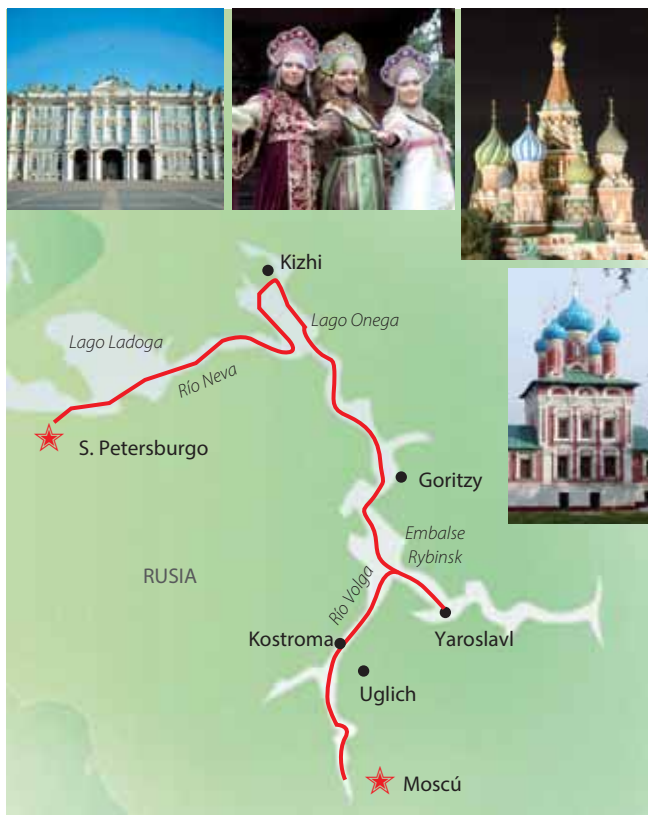 Kizhi
Lago Onega
Lago Ladoga
Río Neva
S. Petersburgo
Goritzy
Embalse
Rybinsk
RUSIA
Río Volga
Kostroma
Yaroslavl
Uglich
Moscú